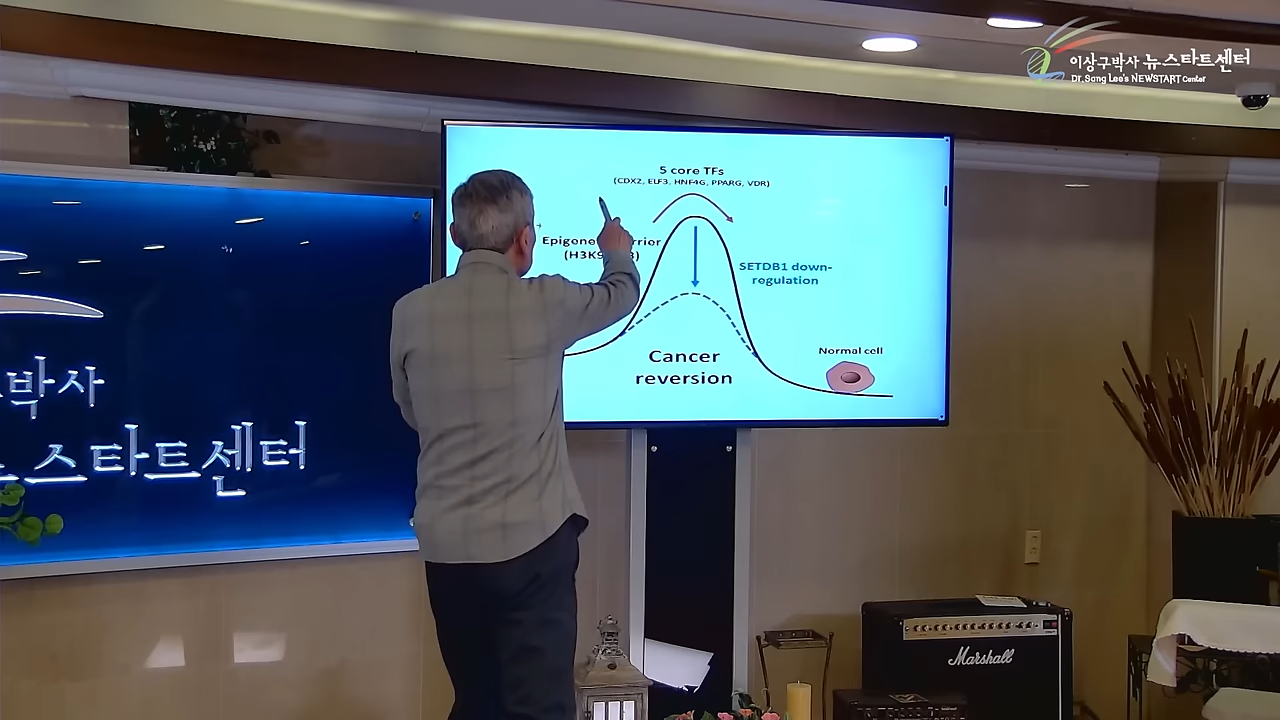 이상구박사 뉴스타트센터
Dr. Sang Lee's NEWSTART Center
5 core TFs
(CDX2, ELF3, HNF4G, PPARG, VDR)
SETDB1 down-
regulation
Cancer
reversion
Normal cell
박사
스타트센터
Marshall